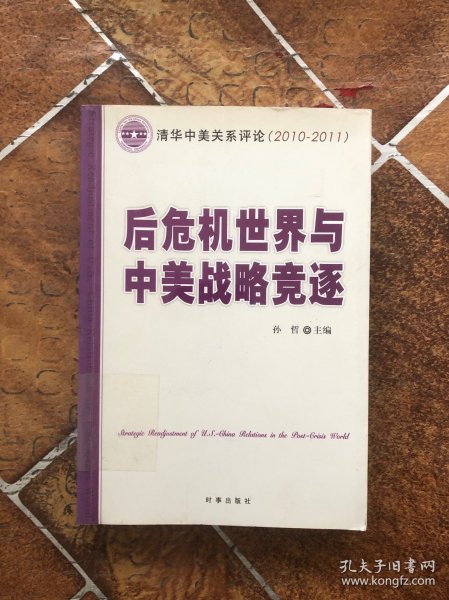 清华中美关系评论(2010-2011)
后危机世界与
中美战略竞逐
孙 哲 主编
Strategic Readjustment of U.S.-China Relations in the Post-Crisis World
时事出版社
孔夫子旧书网
www.kongfz.com